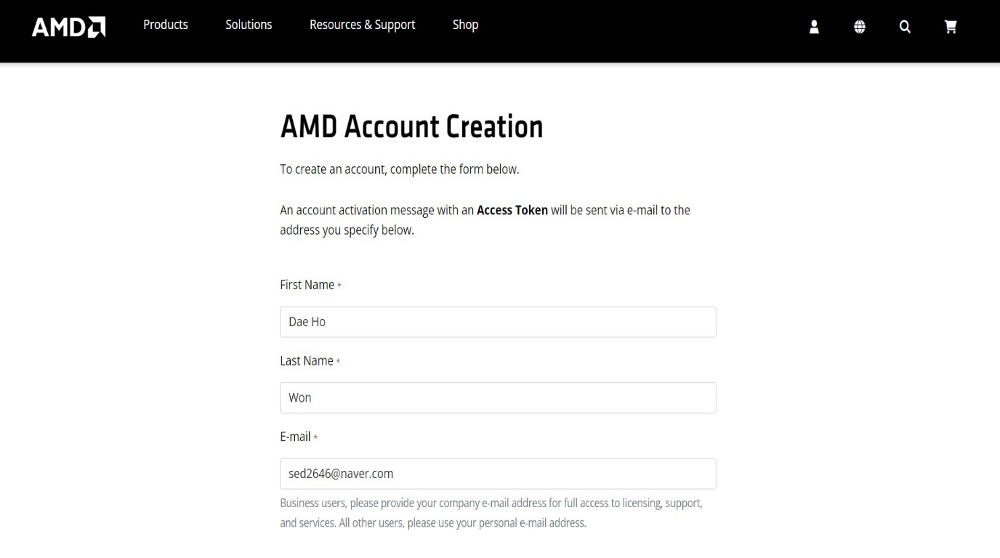 AMD
Products
Solutions
Resources & Support
Shop
AMD Account Creation
To create an account, complete the form below.
An account activation message with an Access Token will be sent via e-mail to the
address you specify below.
First Name *
Dae Ho
Last Name *
Won
E-mail *
sed2646@naver.com
Business users, please provide your company e-mail address for full access to licensing, support,
and services. All other users, please use your personal e-mail address.